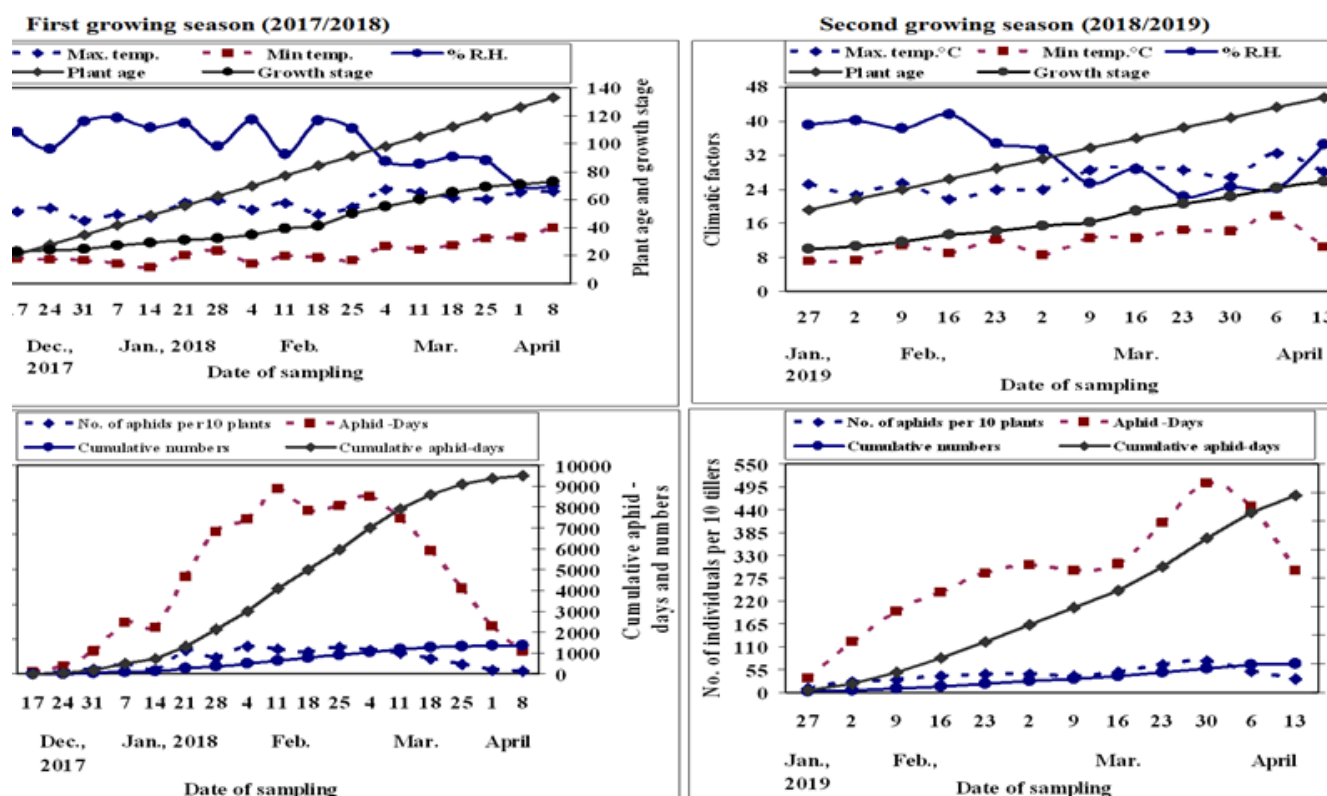 First growing season (2017/2018)
Max. temp. Min temp. % R.H.
Plant age Growth stage
140
120
100
80
60
40
20
0
Plant age and growth stage
17 24 31 7 14 21 28 4 11 18 25 4 11 18 25 1 8
Dec., 2017 Jan., 2018 Feb. Mar. April
Date of sampling
Second growing season (2018/2019)
Max. temp.°C Min temp.°C % R.H.
Plant age Growth stage
48
40
32
24
16
8
0
Climatic factors
27 2 9 16 23 2 9 16 23 30 6 13
Jan., 2019 Feb., Mar. April
Date of sampling
No. of aphids per 10 plants Aphid -Days
Cumulative numbers Cumulative aphid-days
10000
9000
8000
7000
6000
5000
4000
3000
2000
1000
0
Cumulative aphid -
days and numbers
17 24 31 7 14 21 28 4 11 18 25 4 11 18 25 1 8
Dec., 2017 Jan., 2018 Feb. Mar. April
Date of sampling
No. of aphids per 10 plants Aphid -Days
Cumulative numbers Cumulative aphid-days
550
495
440
385
330
275
220
165
110
55
0
No. of individuals per 10 tillers
27 2 9 16 23 2 9 16 23 30 6 13
Jan., 2019 Feb., Mar. April
Date of sampling